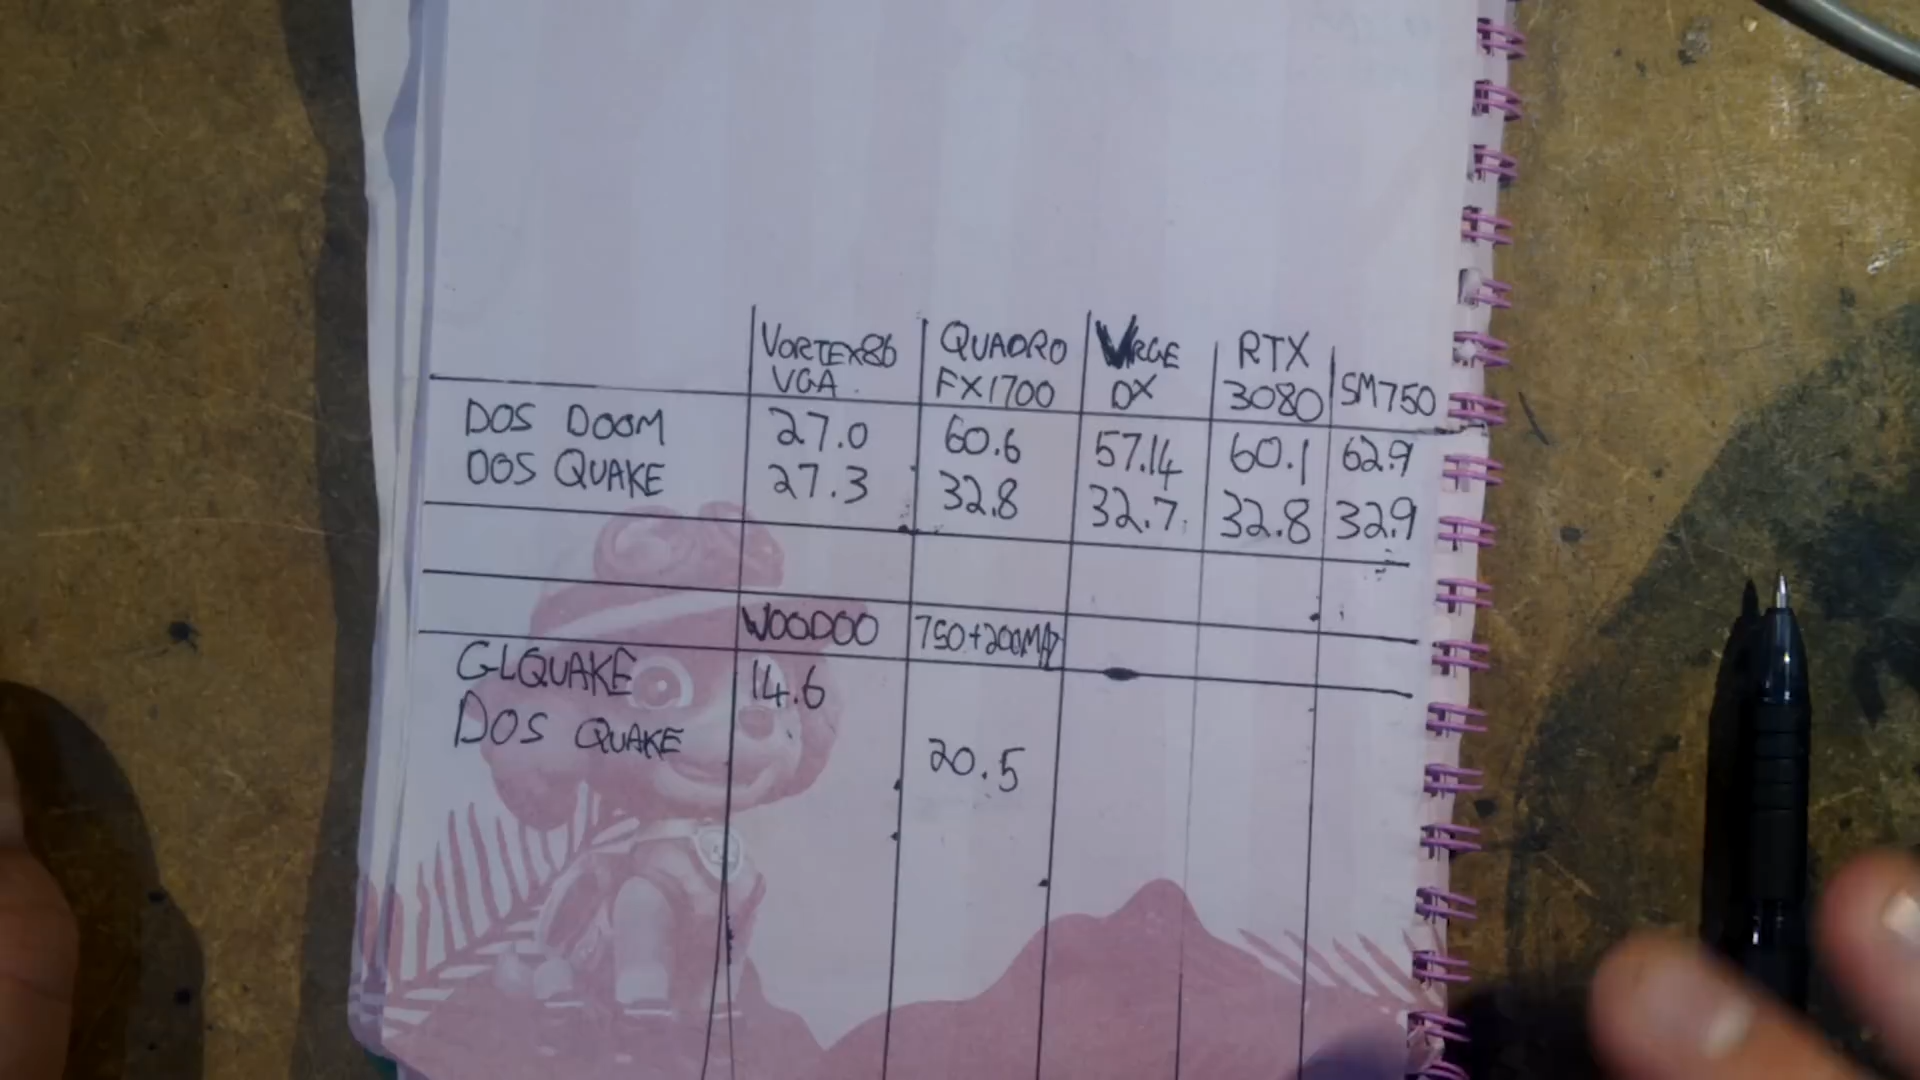 VORTEX86 VGA QUADRO FX1700 VRGE DX RTX 3080 SM750
DOS DOOM 27.0 60.6 57.14 60.1 62.9
DOS QUAKE 27.3 32.8 32.7 32.8 32.9
WOODOO 750+200MHz
GLQUAKE 14.6
DOS QUAKE 20.5